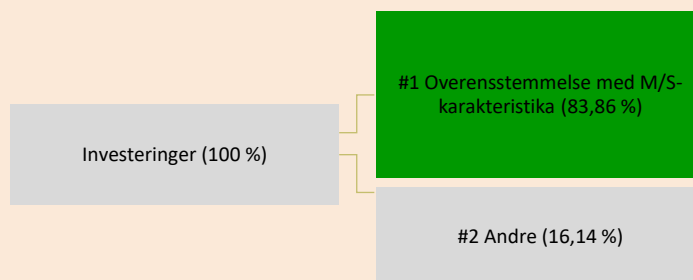 Investeringer (100 %)
#1 Overensstemmelse med M/S-
karakteristika (83,86 %)
#2 Andre (16,14 %)